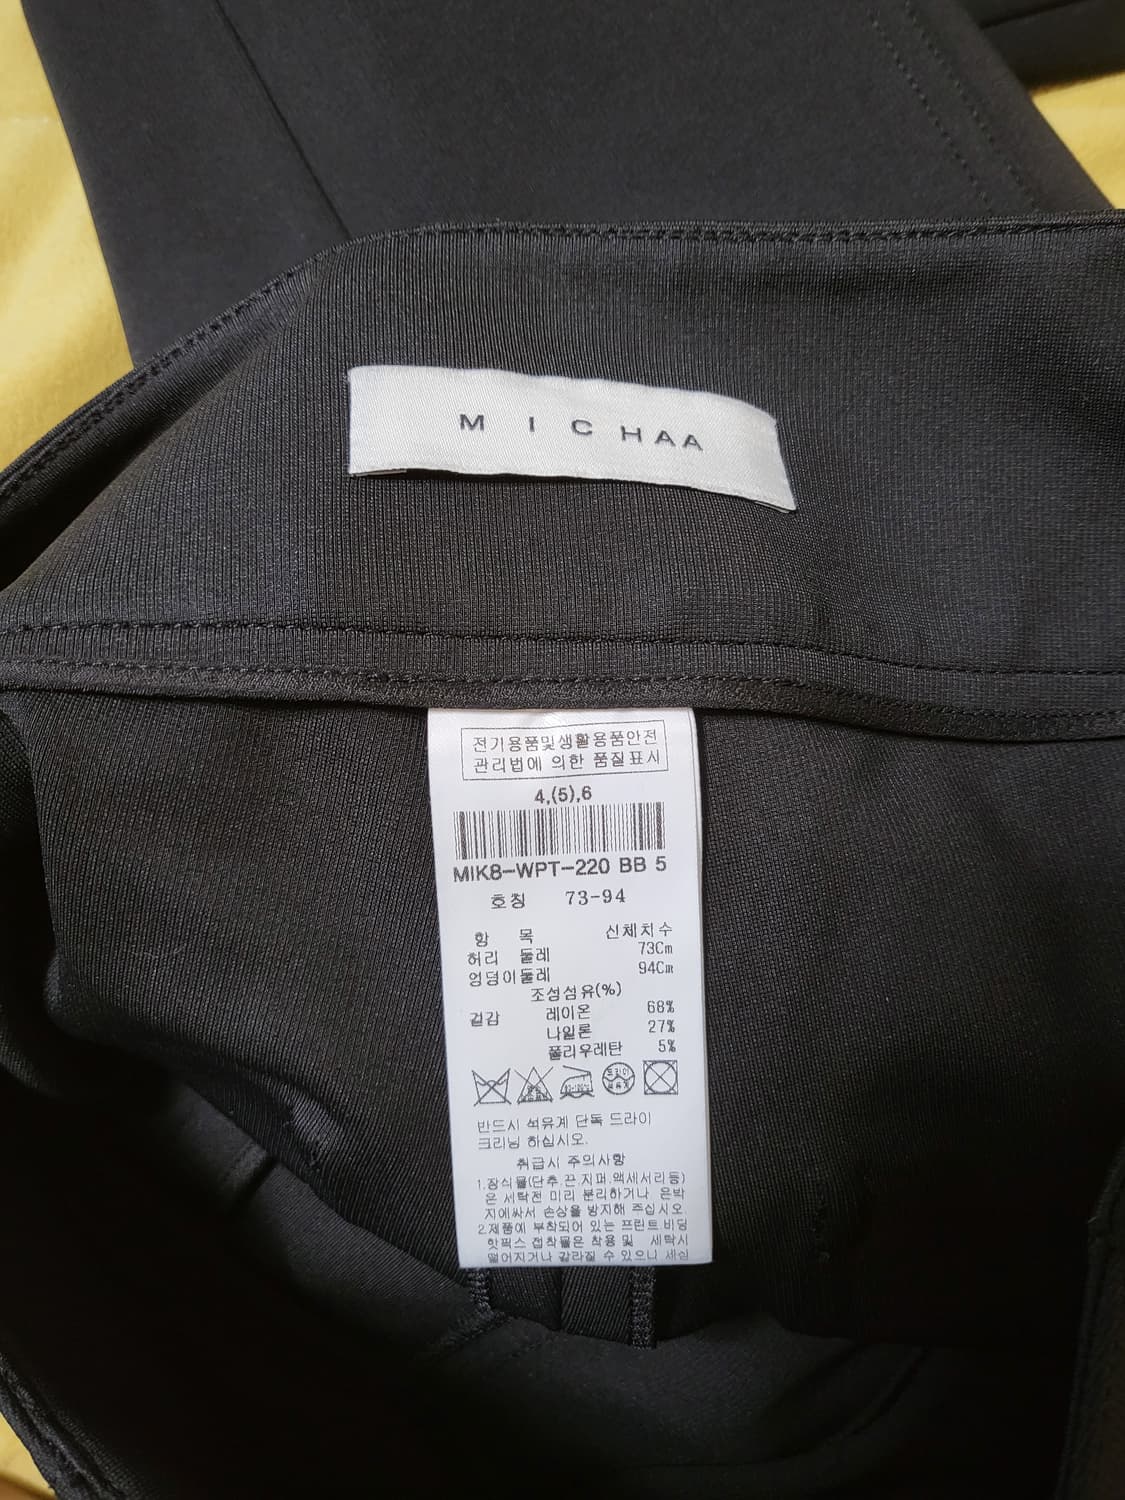 MICHAA
전기용품및생활용품안전
관리법에 의한 품질표시
4,(5),6
MIK8-WPT-220 BB 5
호칭 73-94
항 목 신체치수
허리 둘레 73Cm
엉덩이둘레 94Cm
조성섬유(%)
겉감 레이온 68%
나일론 27%
폴리우레탄 5%
반드시 석유계 단독 드라이
크리닝 하십시오.
취급시 주의사항
1.장식물(단추.끈.지퍼.액세서리등)
은 세탁전 미리 분리하거나 은박
지에싸서 손상을 방지해 주십시오
2.제품에 부착되어 있는 프린트·비딩
핫픽스 접착물은 착용 및 세탁시
떨어지거나 갈라질 수 있으니 세심